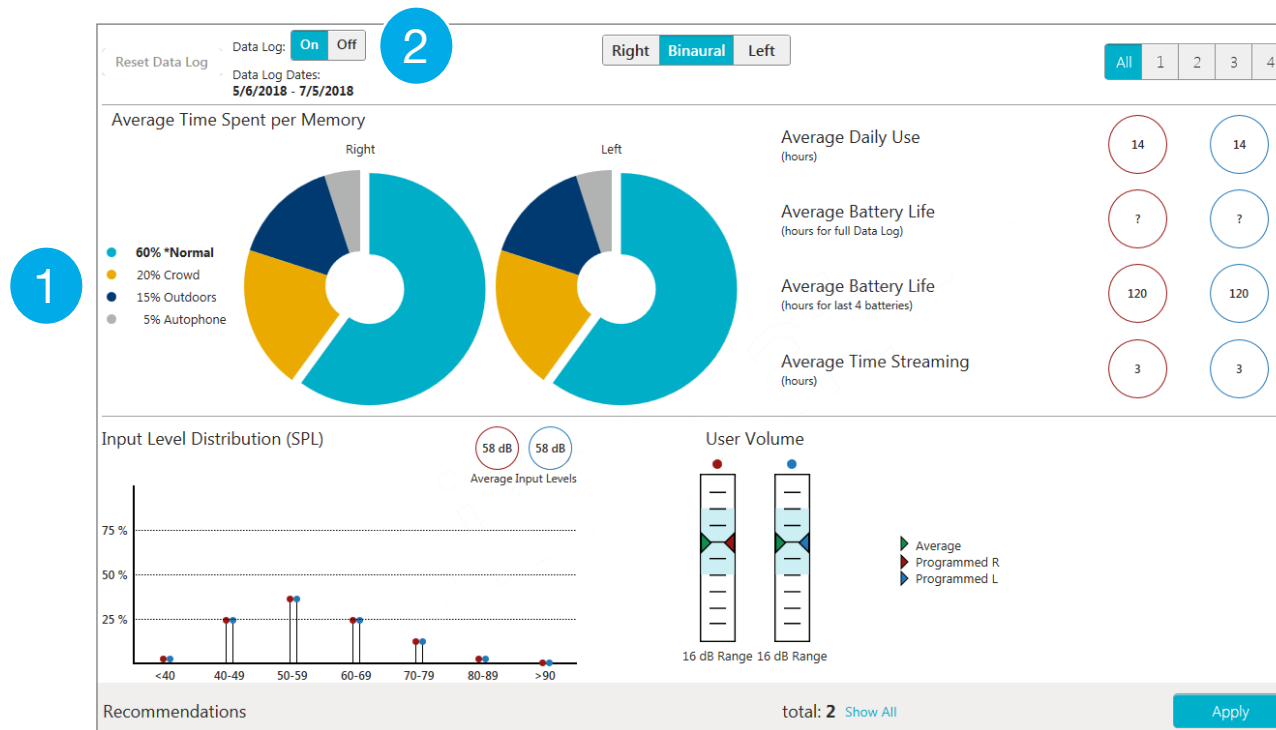 2
Data Log: On Off
Reset Data Log
Data Log Dates:
5/6/2018 - 7/5/2018
Right Binaural Left
All 1 2 3 4
Average Time Spent per Memory
Right
Left
1
60% *Normal
20% Crowd
15% Outdoors
5% Autophone
Average Daily Use
(hours)
14 14
Average Battery Life
(hours for full Data Log)
? ?
Average Battery Life
(hours for last 4 batteries)
120 120
Average Time Streaming
(hours)
3 3
Input Level Distribution (SPL)
58 dB 58 dB
Average Input Levels
75 %
50 %
25 %
<40 40-49 50-59 60-69 70-79 80-89 >90
User Volume
16 dB Range 16 dB Range
Average
Programmed R
Programmed L
Recommendations
total: 2 Show All
Apply